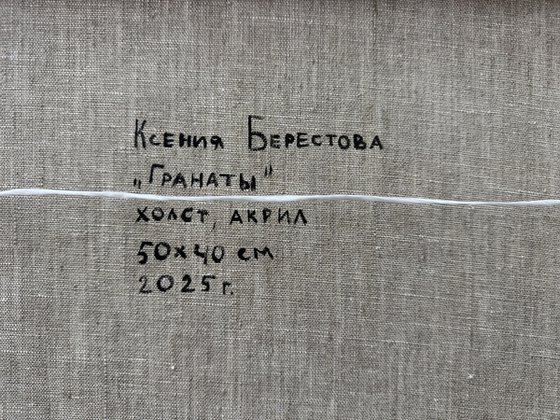 Ксения Берестова
„Гранаты"
холст, акрил
50х40 см
2025 г.